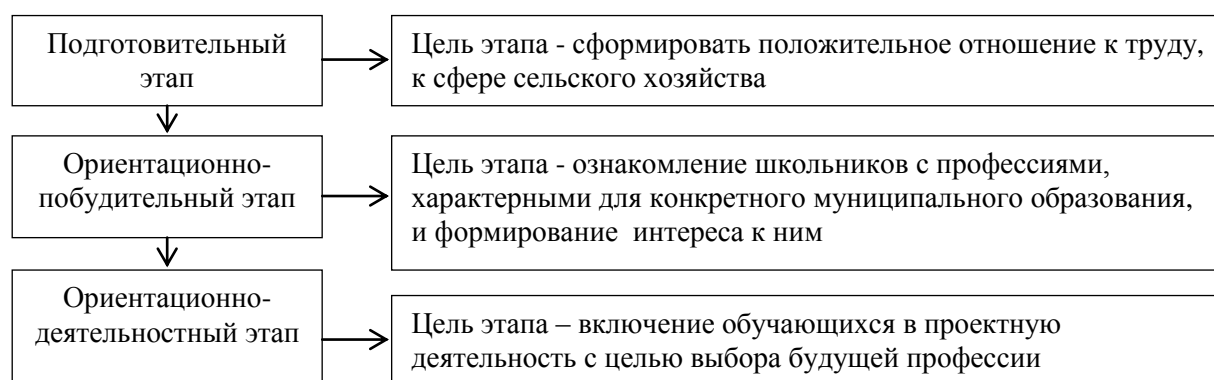 Подготовительный
этап
Цель этапа - сформировать положительное отношение к труду,
к сфере сельского хозяйства
Ориентационно-
побудительный этап
Цель этапа - ознакомление школьников с профессиями,
характерными для конкретного муниципального образования,
и формирование интереса к ним
Ориентационно-
деятельностный этап
Цель этапа – включение обучающихся в проектную
деятельность с целью выбора будущей профессии